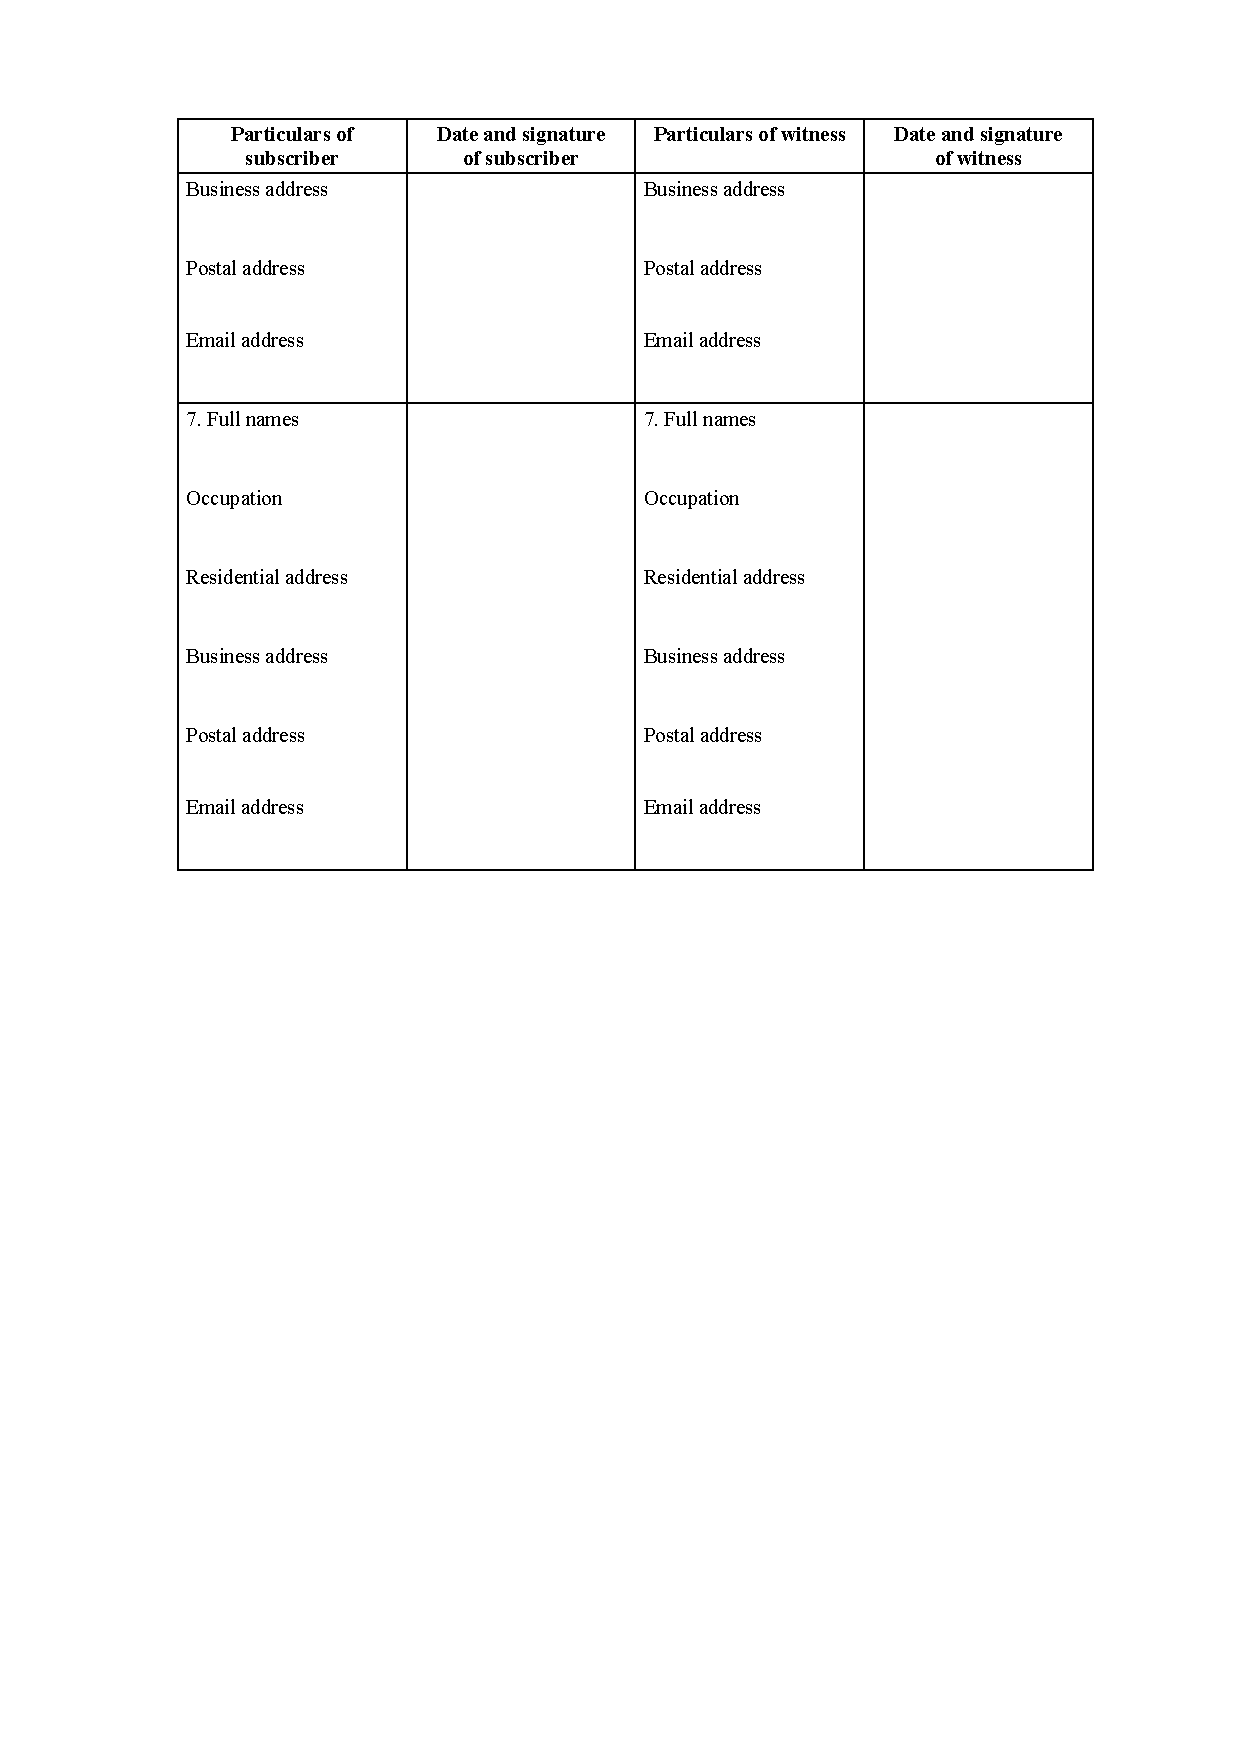 Particulars of
subscriber
Date and signature
of subscriber
Particulars of witness
Date and signature
of witness
Business address
Postal address
Email address
Business address
Postal address
Email address
7. Full names
Occupation
Residential address
Business address
Postal address
Email address
7. Full names
Occupation
Residential address
Business address
Postal address
Email address